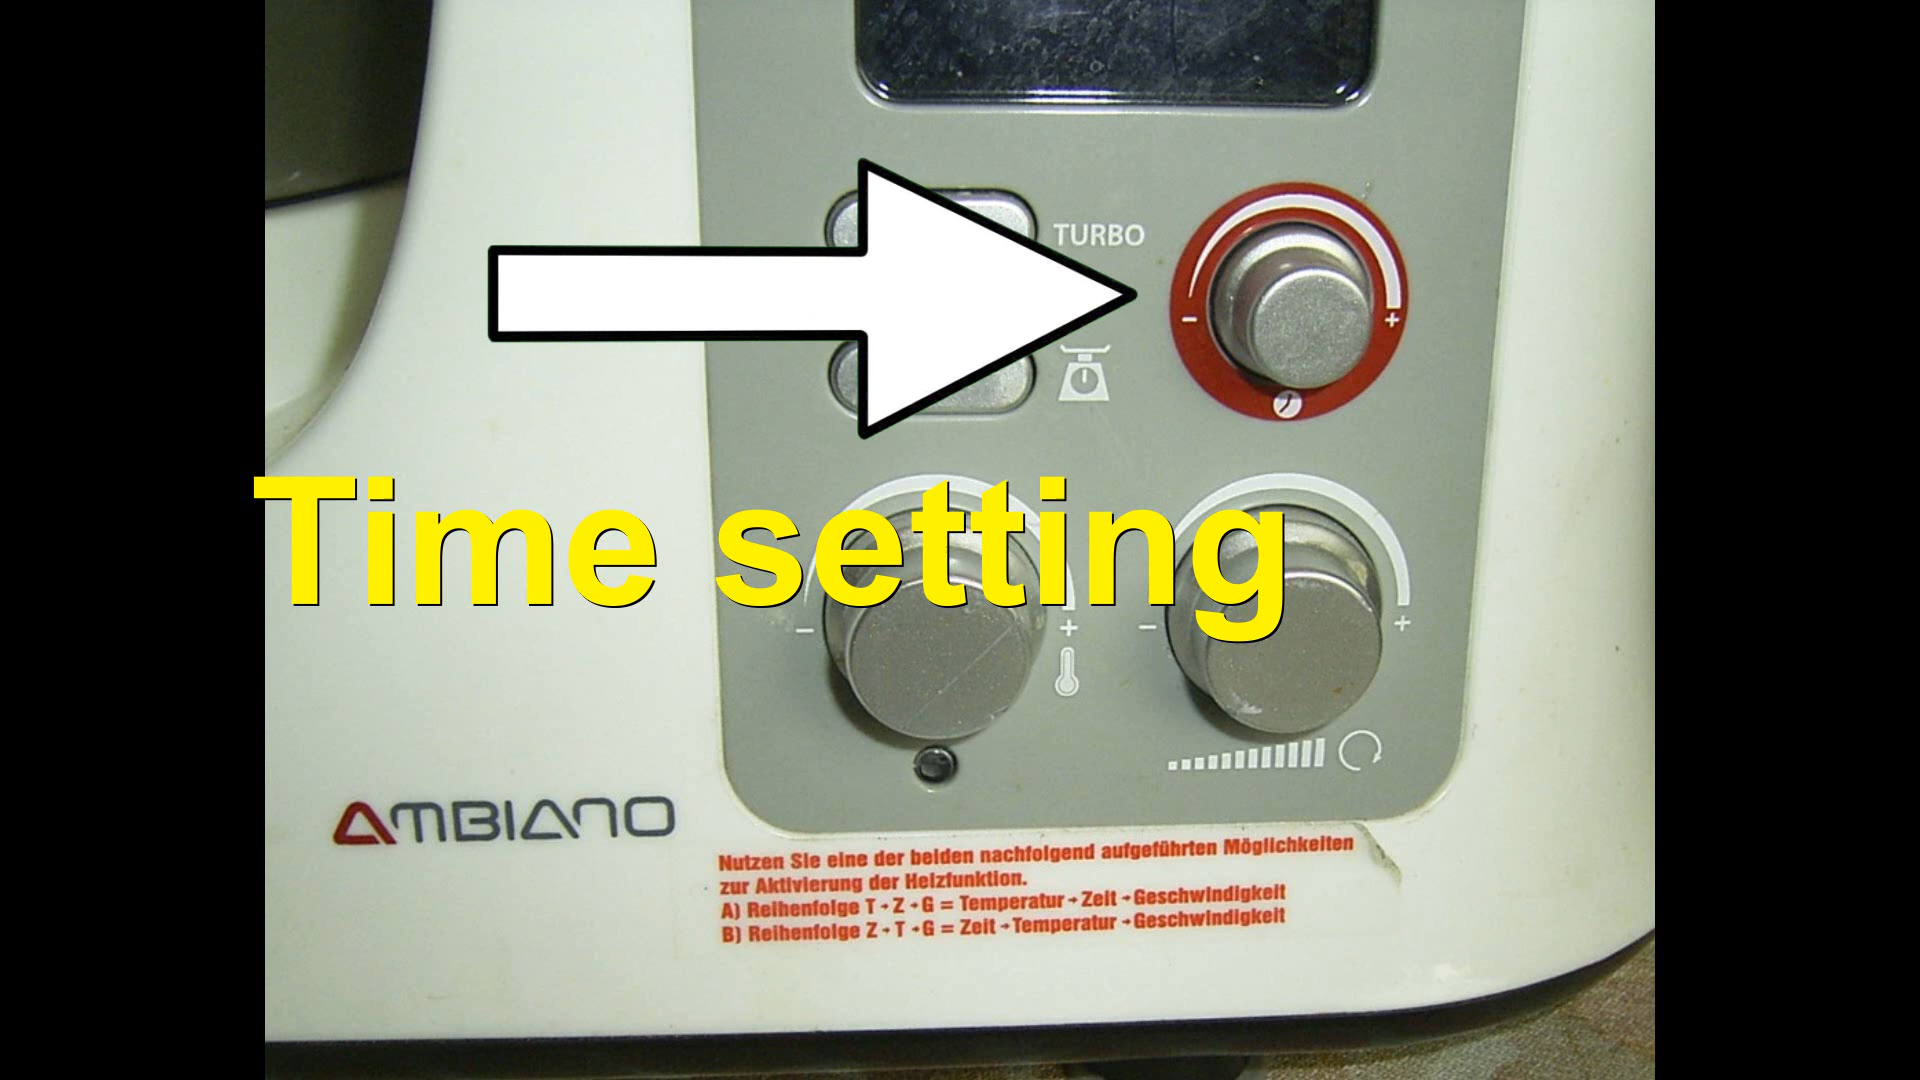 TURBO
Time setting
AMBIANO
Nutzen Sie eine der beiden nachfolgend aufgeführten Möglichkeiten
zur Aktivierung der Heizfunktion.
A) Reihenfolge T → Z → G = Temperatur → Zeit → Geschwindigkeit
B) Reihenfolge Z → T → G = Zeit → Temperatur → Geschwindigkeit